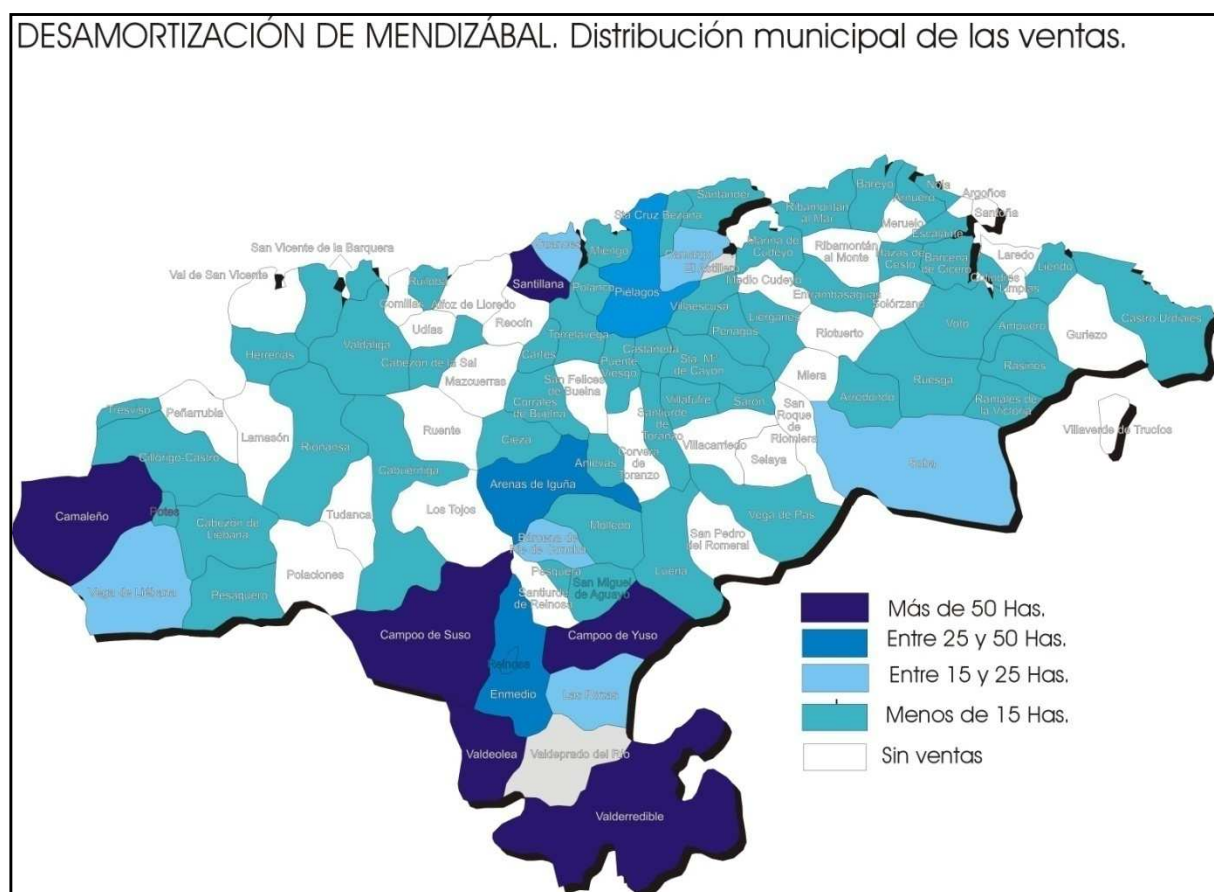 DESAMORTIZACIÓN DE MENDIZÁBAL. Distribución municipal de las ventas.
Santander
Bareyo
Arnuero
Noja
Argoños
Santoña
Sta Cruz Bezana
Ribamontán
al Mar
Meruelo
Escalante
San Vicente de la Barquera
Val de San Vicente
Suances
Miengo
Camargo
El Astillero
Marina de
Cudeyo
Ribamontán
al Monte
Hazas de
Cesto
Bárcena
de Cicero
Laredo
Liendo
Ruiloba
Comillas
Alfoz de Lloredo
Santillana
Polanco
Piélagos
Medio Cudeyo
Entrambasaguas
Solórzano
Colindres
Limpias
Castro Urdiales
Udías
Reocín
Villaescusa
Liérganes
Riotuerto
Voto
Ampuero
Guriezo
Herrerías
Valdáliga
Cabezón de la Sal
Torrelavega
Cartes
Castañeda
Penagos
Puente
Viesgo
Sta. Mª
de Cayón
Miera
Ruesga
Rasines
Mazcuerras
San Felices
de Buelna
Tresviso
Peñarrubia
Lamasón
Rionansa
Ruente
Corrales
de Buelna
Villafufre
Sarón
San
Roque
de
Riomiera
Arredondo
Ramales de
la Victoria
Villaverde de Trucíos
Santiurde
de
Toranzo
Villacarriedo
Selaya
Cillórigo-Castro
Cabuérniga
Cieza
Anievas
Corvera
de
Toranzo
Soba
Camaleño
Potes
Cabezón de
Liébana
Tudanca
Los Tojos
Arenas de Iguña
Molledo
Vega de Pas
San Pedro
del Romeral
Vega de Liébana
Pesaguero
Polaciones
Bárcena de
Pie de Concha
Pesquera
Santiurde
de Reinosa
San Miguel
de Aguayo
Luena
Campoo de Suso
Campoo de Yuso
Reinosa
Enmedio
Las Rozas
Valdeolea
Valdeprado del Río
Valderredible
Más de 50 Has.
Entre 25 y 50 Has.
Entre 15 y 25 Has.
Menos de 15 Has.
Sin ventas